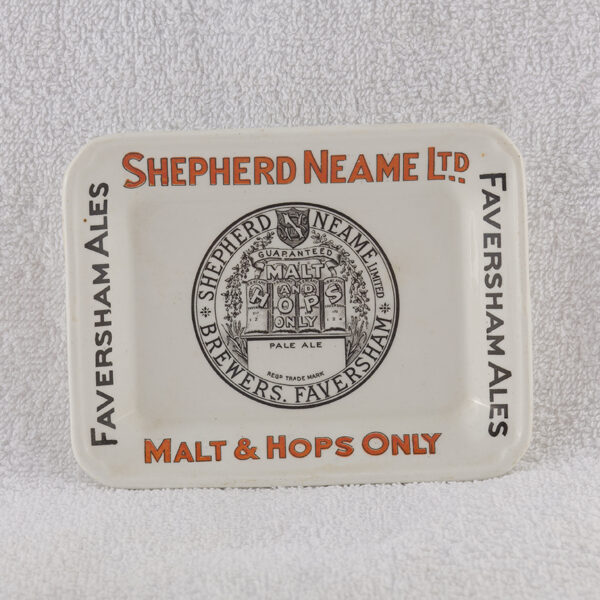 SHEPHERD NEAME LTD.
FAVERSHAM ALES
SHEPHERD NEAME LIMITED
GUARANTEED
MALT
AND
HOPS
ONLY
PALE ALE
REGD TRADE MARK
BREWERS. FAVERSHAM
FAVERSHAM ALES
MALT & HOPS ONLY